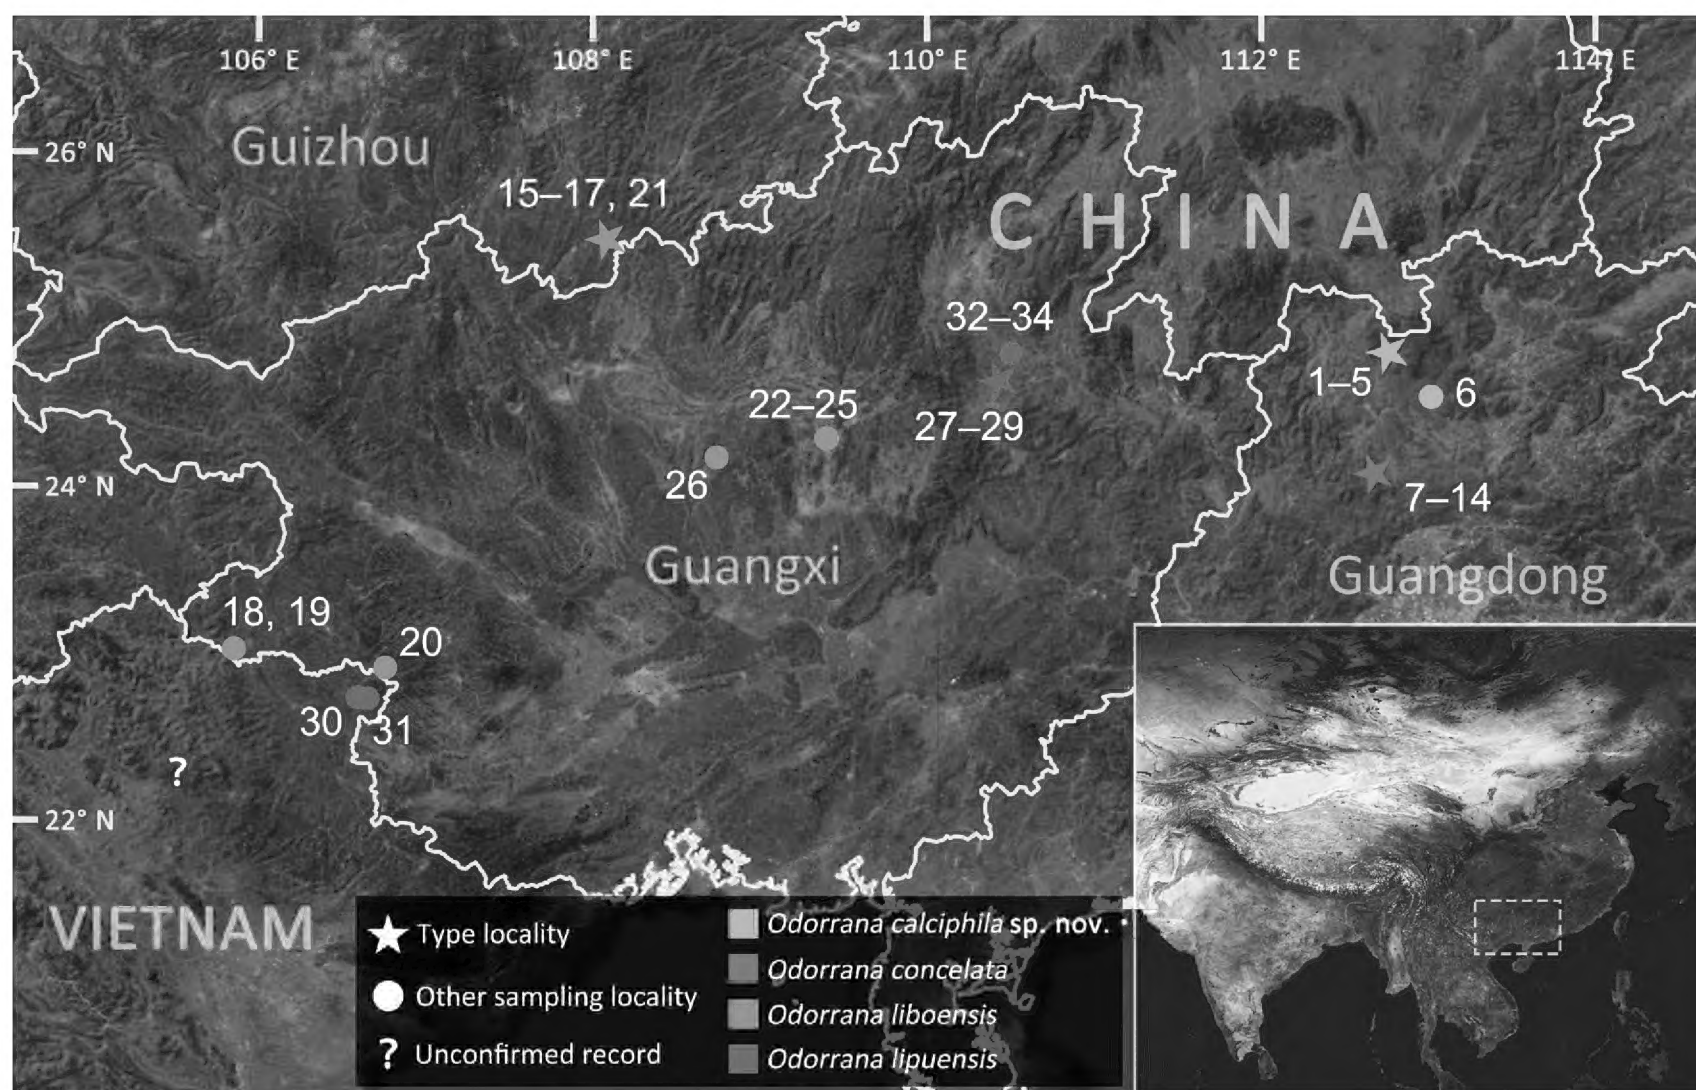 106° E 108° E 110° E 112° E 114° E
26° N
Guizhou
15–17, 21
CHINA
32–34
1–5
6
22–25
27–29
26
24° N
7–14
Guangxi
Guangdong
18, 19
20
30
31
?
22° N
VIETNAM
Type locality
Other sampling locality
? Unconfirmed record
Odorrana calciphila sp. nov.
Odorrana concelata
Odorrana liboensis
Odorrana lipuensis